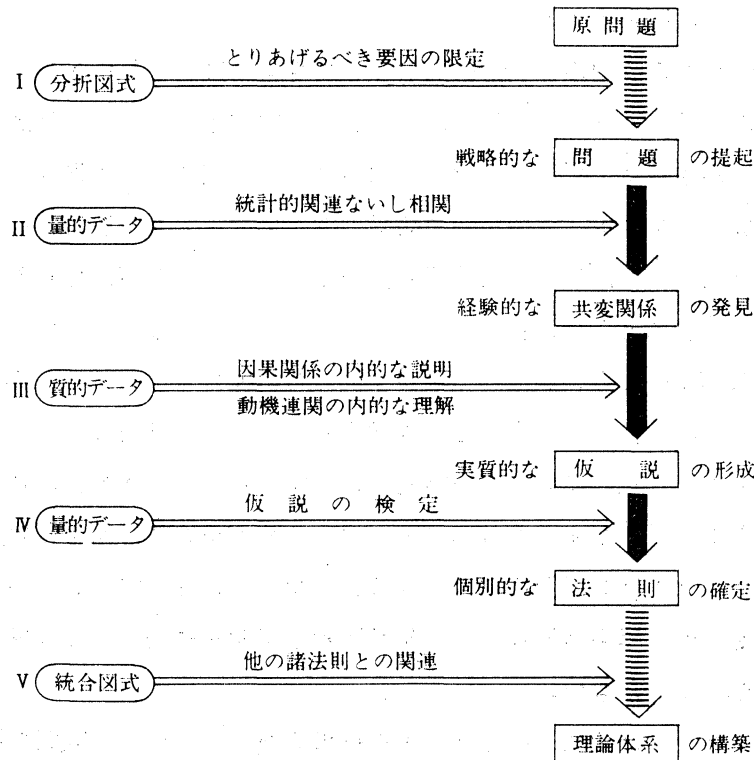 原問題
とりあげるべき要因の限定
I 分折図式
戦略的な 問題 の提起
統計的関連ないし相関
II 量的データ
経験的な 共変関係 の発見
因果関係の内的な説明
III 質的データ
動機連関の内的な理解
実質的な 仮説 の形成
仮説の検定
IV 量的データ
個別的な 法則 の確定
他の諸法則との関連
V 統合図式
理論体系 の構築